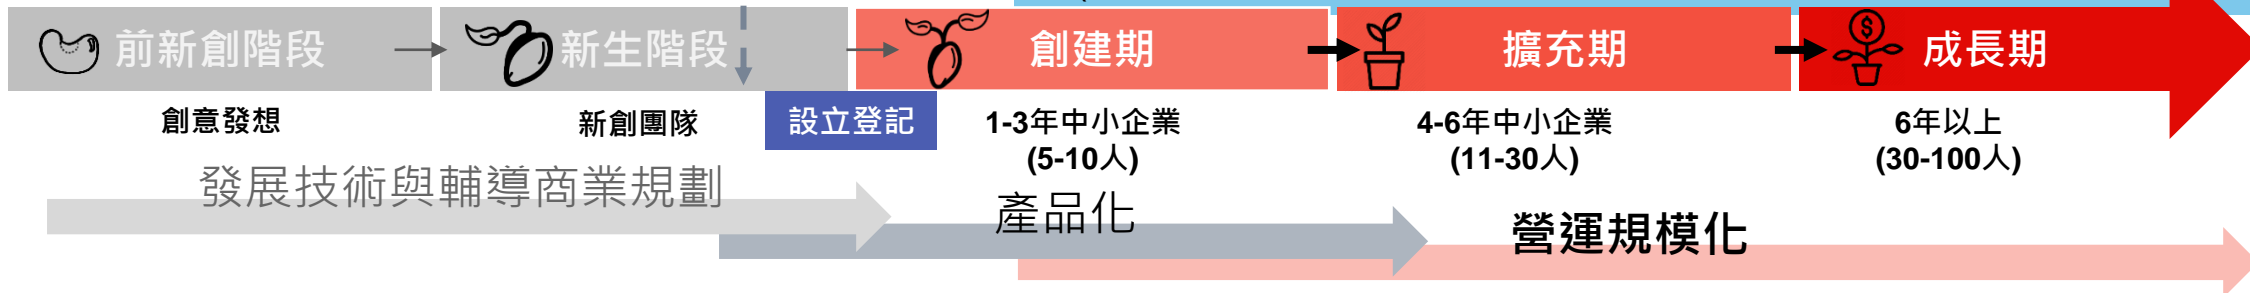 前新創階段
新生階段
創建期
擴充期
成長期
創意發想
新創團隊
設立登記
1-3年中小企業
(5-10人)
4-6年中小企業
(11-30人)
6年以上
(30-100人)
發展技術與輔導商業規劃
產品化
營運規模化